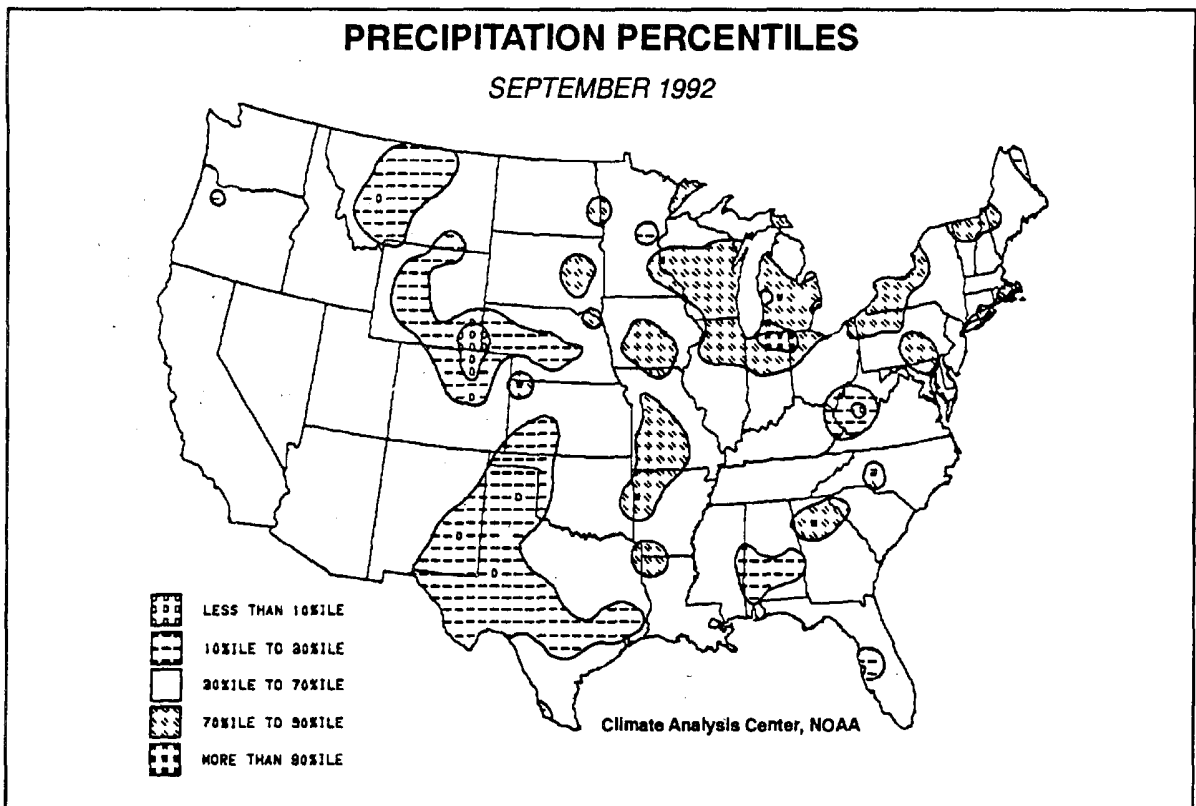 PRECIPITATION PERCENTILES
SEPTEMBER 1992
LESS THAN 10%ILE
10%ILE TO 30%ILE
30%ILE TO 70%ILE
70%ILE TO 90%ILE
MORE THAN 90%ILE
Climate Analysis Center, NOAA